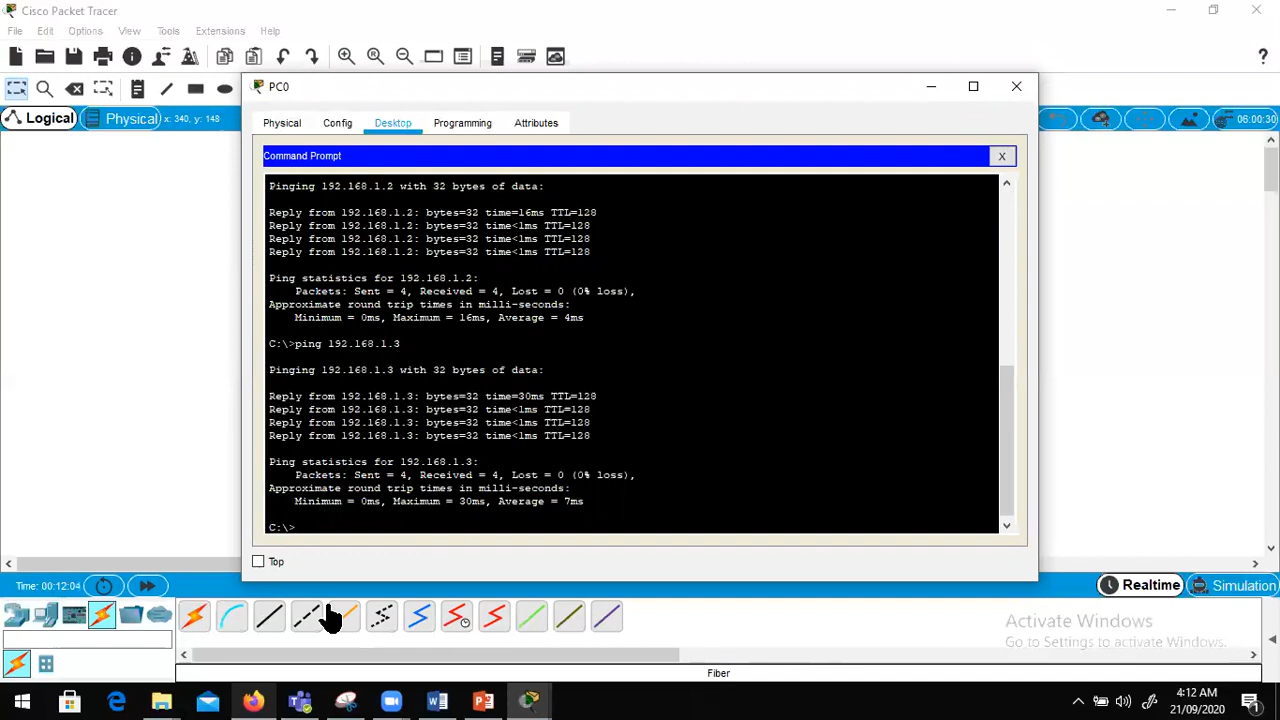 Cisco Packet Tracer
File Edit Options View Tools Extensions Help
PC0
Logical Physical x: 340, y: 148 06:00:30
Physical Config Desktop Programming Attributes
Command Prompt X
Pinging 192.168.1.2 with 32 bytes of data:
Reply from 192.168.1.2: bytes=32 time=16ms TTL=128
Reply from 192.168.1.2: bytes=32 time<1ms TTL=128
Reply from 192.168.1.2: bytes=32 time<1ms TTL=128
Reply from 192.168.1.2: bytes=32 time<1ms TTL=128
Ping statistics for 192.168.1.2:
Packets: Sent = 4, Received = 4, Lost = 0 (0% loss),
Approximate round trip times in milli-seconds:
Minimum = 0ms, Maximum = 16ms, Average = 4ms
C:\>ping 192.168.1.3
Pinging 192.168.1.3 with 32 bytes of data:
Reply from 192.168.1.3: bytes=32 time=30ms TTL=128
Reply from 192.168.1.3: bytes=32 time<1ms TTL=128
Reply from 192.168.1.3: bytes=32 time<1ms TTL=128
Reply from 192.168.1.3: bytes=32 time<1ms TTL=128
Ping statistics for 192.168.1.3:
Packets: Sent = 4, Received = 4, Lost = 0 (0% loss),
Approximate round trip times in milli-seconds:
Minimum = 0ms, Maximum = 30ms, Average = 7ms
C:\>
Top
Time: 00:12:04 Realtime Simulation
Activate Windows
Go to Settings to activate Windows.
Fiber
4:12 AM
21/09/2020